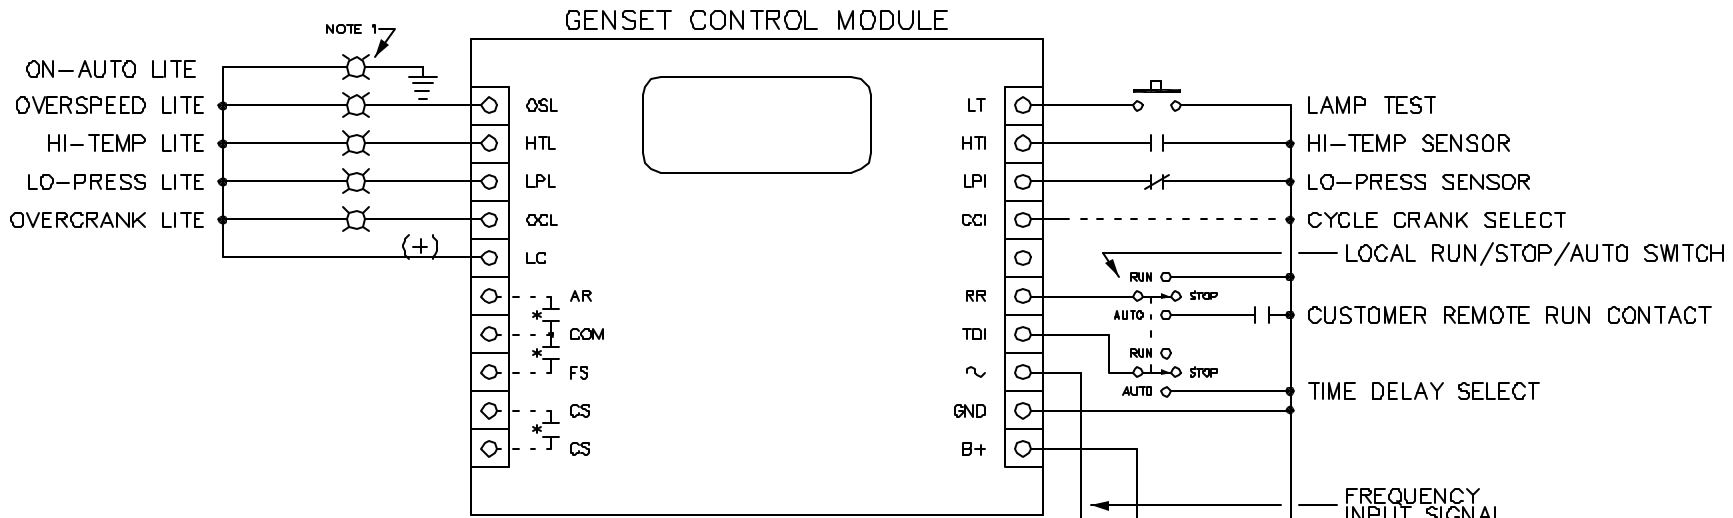 GENSET CONTROL MODULE
NOTE 1
ON-AUTO LITE
OVERSPEED LITE
HI-TEMP LITE
LO-PRESS LITE
OVERCRANK LITE
(+)
OSL
HTL
LPL
OCL
LC
AR
*
COM
*
FS
CS
*
CS
LT
HTI
LPI
CCI
RR
TDI
~
GND
B+
LAMP TEST
HI-TEMP SENSOR
LO-PRESS SENSOR
CYCLE CRANK SELECT
LOCAL RUN/STOP/AUTO SWITCH
RUN
STOP
AUTO
CUSTOMER REMOTE RUN CONTACT
RUN
STOP
AUTO
TIME DELAY SELECT
FREQUENCY
INPUT SIGNAL